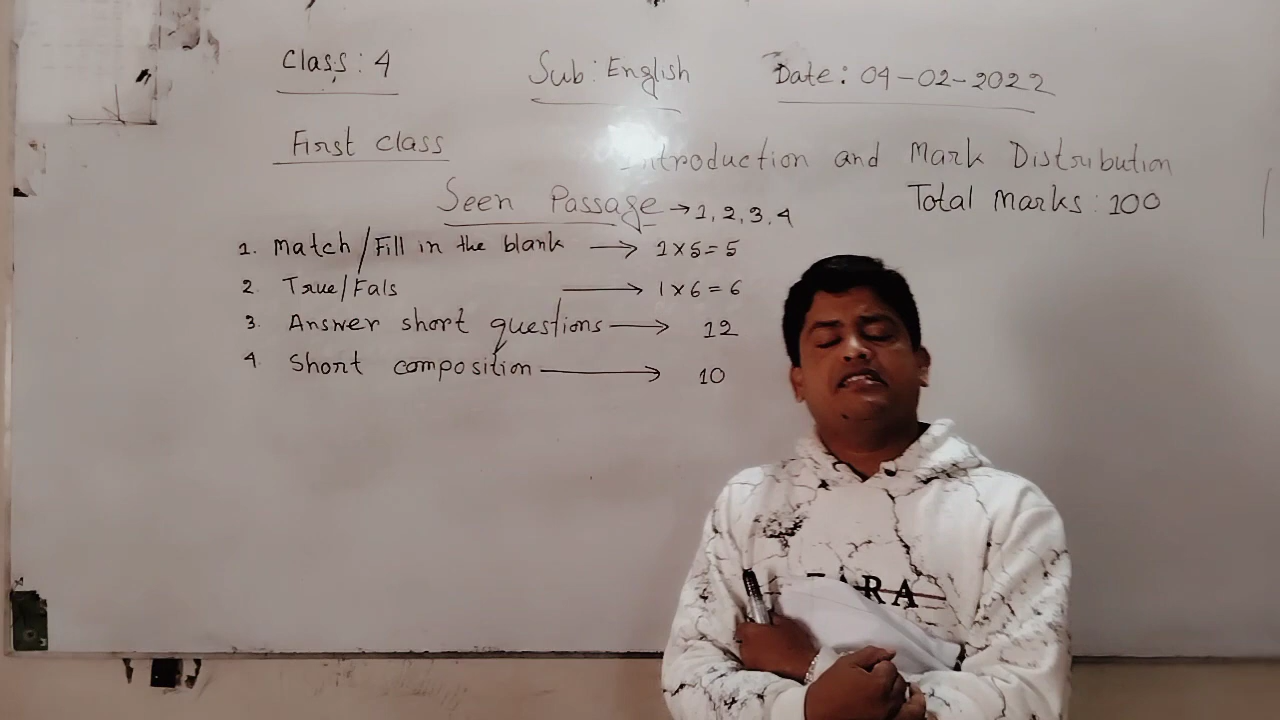 Class: 4 Sub: English Date: 04-02-2022
First class
Introduction and Mark Distribution
Seen Passage → 1, 2, 3, 4 Total Marks: 100
1. Match/Fill in the blank → 1×5=5
2. True/Fals → 1×6=6
3. Answer short questions → 12
4. Short composition → 10
ZARA